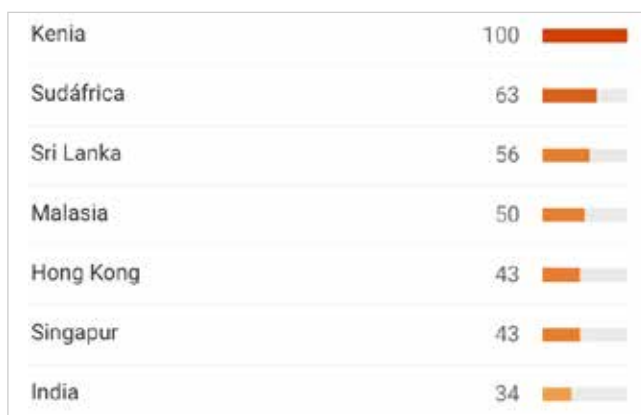 Kenia 100
Sudáfrica 63
Sri Lanka 56
Malasia 50
Hong Kong 43
Singapur 43
India 34